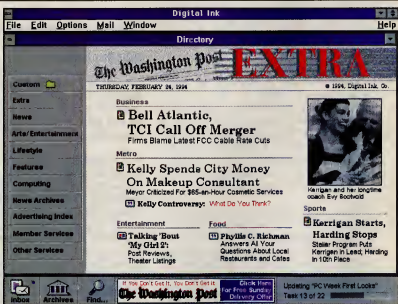 Digital Ink
File Edit Options Mail Window Help
Directory
The Washington Post EXTRA
THURSDAY, FEBRUARY 24, 1994 © 1994, Digital Ink, Co.
Custom
Extra
News
Arts/Entertainment
Lifestyle
Features
Computing
News Archives
Advertising Index
Member Services
Other Services
Business
Bell Atlantic,
TCI Call Off Merger
Firms Blame Latest FCC Cable Rate Cuts
Metro
Kelly Spends City Money
On Makeup Consultant
Mayor Criticized For $65-an-Hour Cosmetic Services
Kelly Controversy: What Do You Think?
Entertainment
Talking 'Bout
'My Girl 2':
Post Reviews,
Theater Listings
Food
Phyllis C. Richman
Answers All Your
Questions About Local
Restaurants and Cafes
Kerrigan and her longtime
coach Evy Scotvold
Sports
Kerrigan Starts,
Harding Stops
Stellar Program Puts
Kerrigan in Lead, Harding
in 10th Place
Inbox
Archives
Find...
If You Don't Get It, You Don't Get It
The Washington Post
Click Here
For Free Sunday
Delivery Offer
Updating "PC Week First Looks"
Task 13 of 22